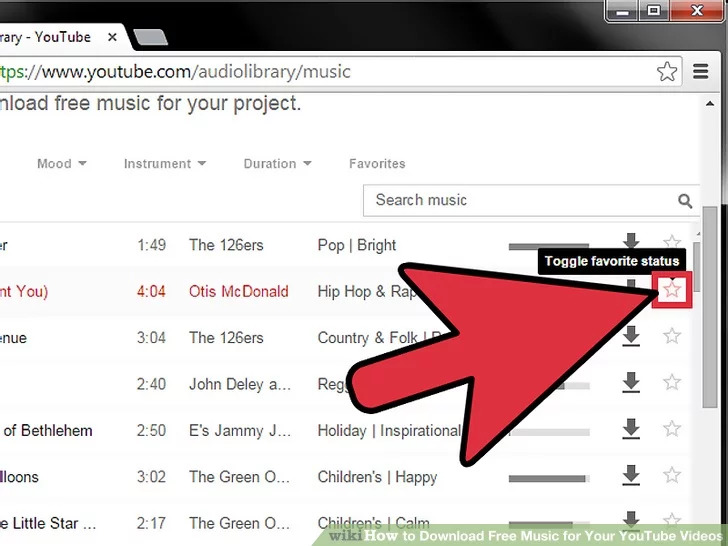 rary - YouTube
ttps://www.youtube.com/audiolibrary/music
nload free music for your project.
Mood Instrument Duration Favorites
Search music
er 1:49 The 126ers Pop | Bright
Toggle favorite status
nt You) 4:04 Otis McDonald Hip Hop & Rap
enue 3:04 The 126ers Country & Folk |
2:40 John Deley a... Regg
of Bethlehem 2:50 E's Jammy J... Holiday | Inspirational
lloons 3:02 The Green O... Children's | Happy
e Little Star ... 2:17 The Green O... Children's | Calm
wikiHow to Download Free Music for Your YouTube Videos